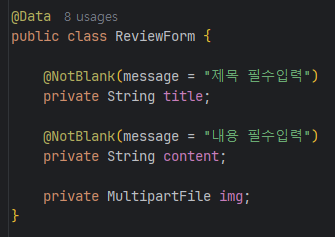 @Data 8 usages
public class ReviewForm {
@NotBlank(message = "제목 필수입력")
private String title;
@NotBlank(message = "내용 필수입력")
private String content;
private MultipartFile img;
}